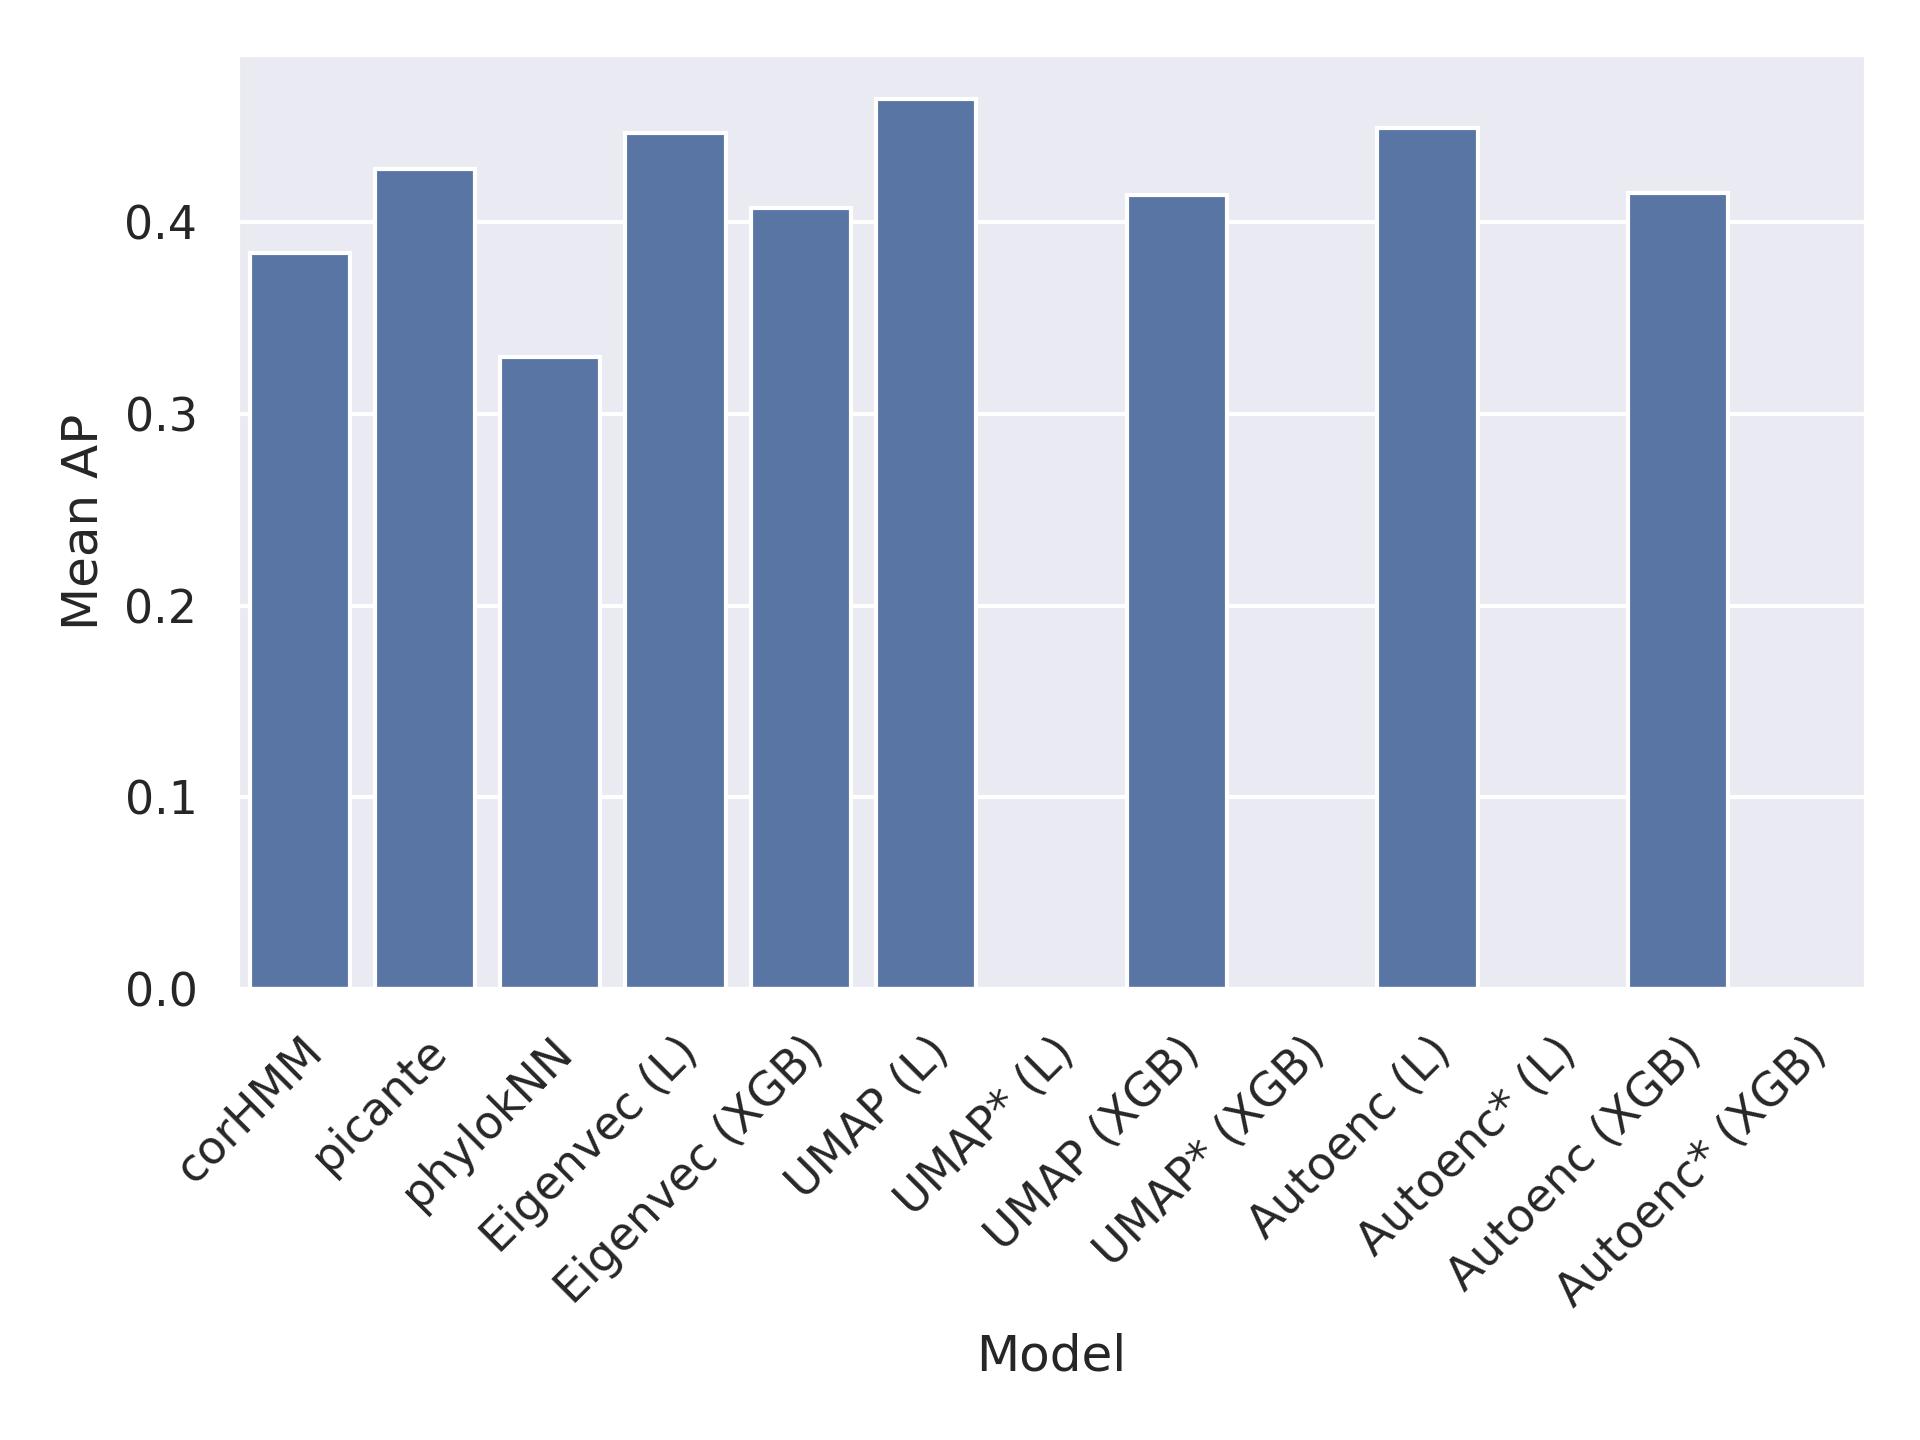 Mean AP
0.4
0.3
0.2
0.1
0.0
corHMM
picante
phylokNN
Eigenvec (L)
Eigenvec (XGB)
UMAP (L)
UMAP* (L)
UMAP (XGB)
UMAP* (XGB)
Autoenc (L)
Autoenc* (L)
Autoenc (XGB)
Autoenc* (XGB)
Model